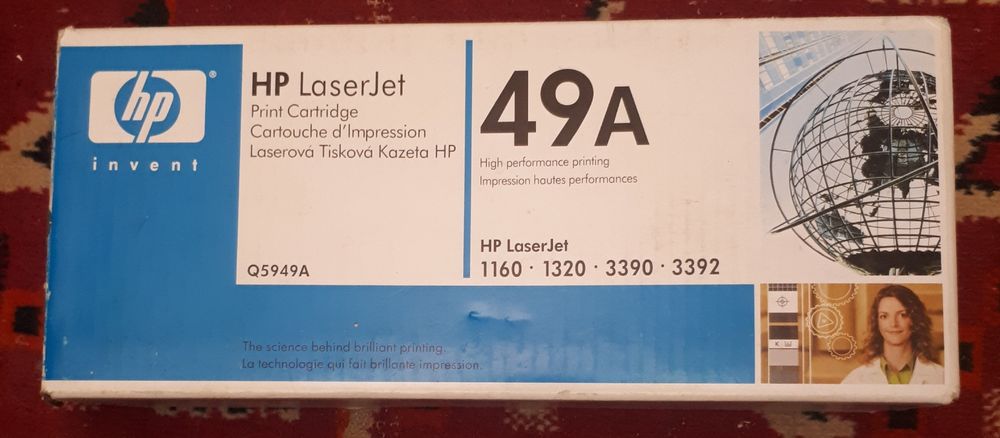 hp
®
invent
HP LaserJet
Print Cartridge
Cartouche d'Impression
Laserová Tisková Kazeta HP
Q5949A
49A
High performance printing
Impression hautes performances
HP LaserJet
1160 · 1320 · 3390 · 3392
The science behind brilliant printing.
La technologie qui fait brillante impression.
K